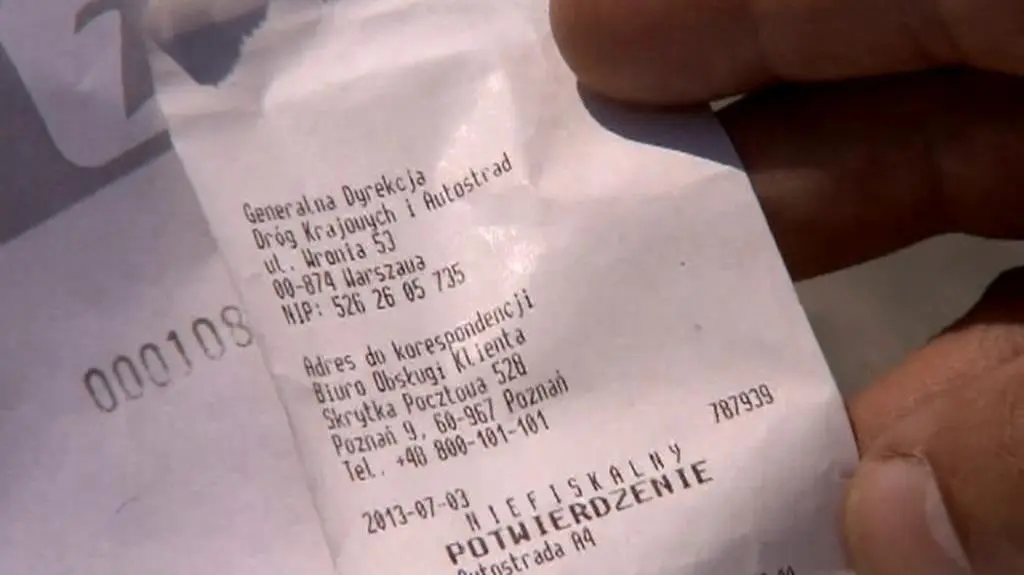 Generalna Dyrekcja
Dróg Krajowych i Autostrad
ul. Wronia 53
00-874 Warszawa
NIP: 526 26 05 735
000108
Adres do korespondencji
Biuro Obsługi Klienta
Skrytka Pocztowa 528
Poznań 9, 60-967 Poznań
Tel. +48 800-101-101
787939
2013-07-03
NIEFISKALNY
POTWIERDZENIE
Autostrada A4